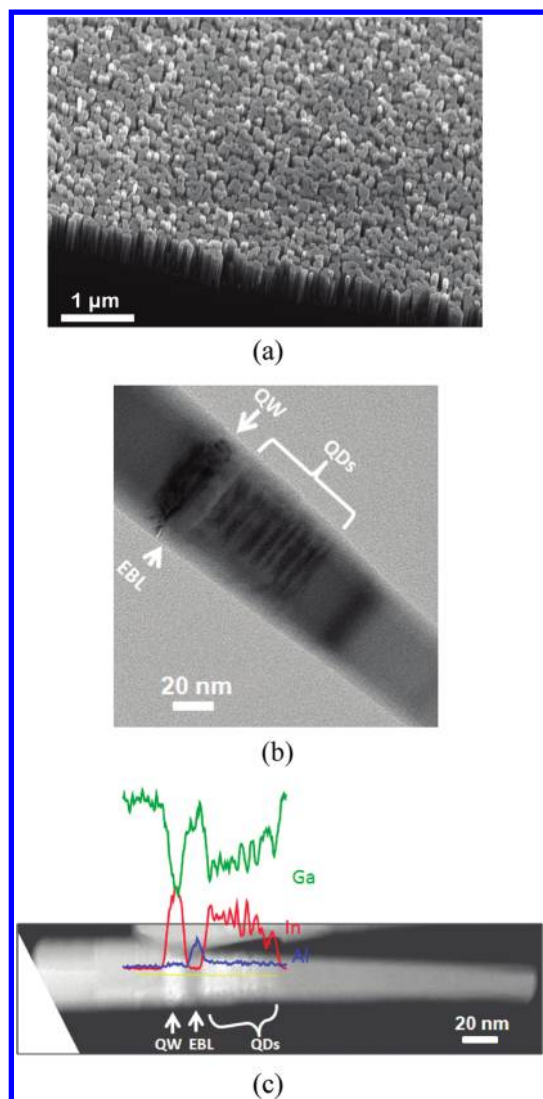 1 μm
(a)
QW
QDs
EBL
20 nm
(b)
Ga
In
Al
QW EBL QDs
20 nm
(c)